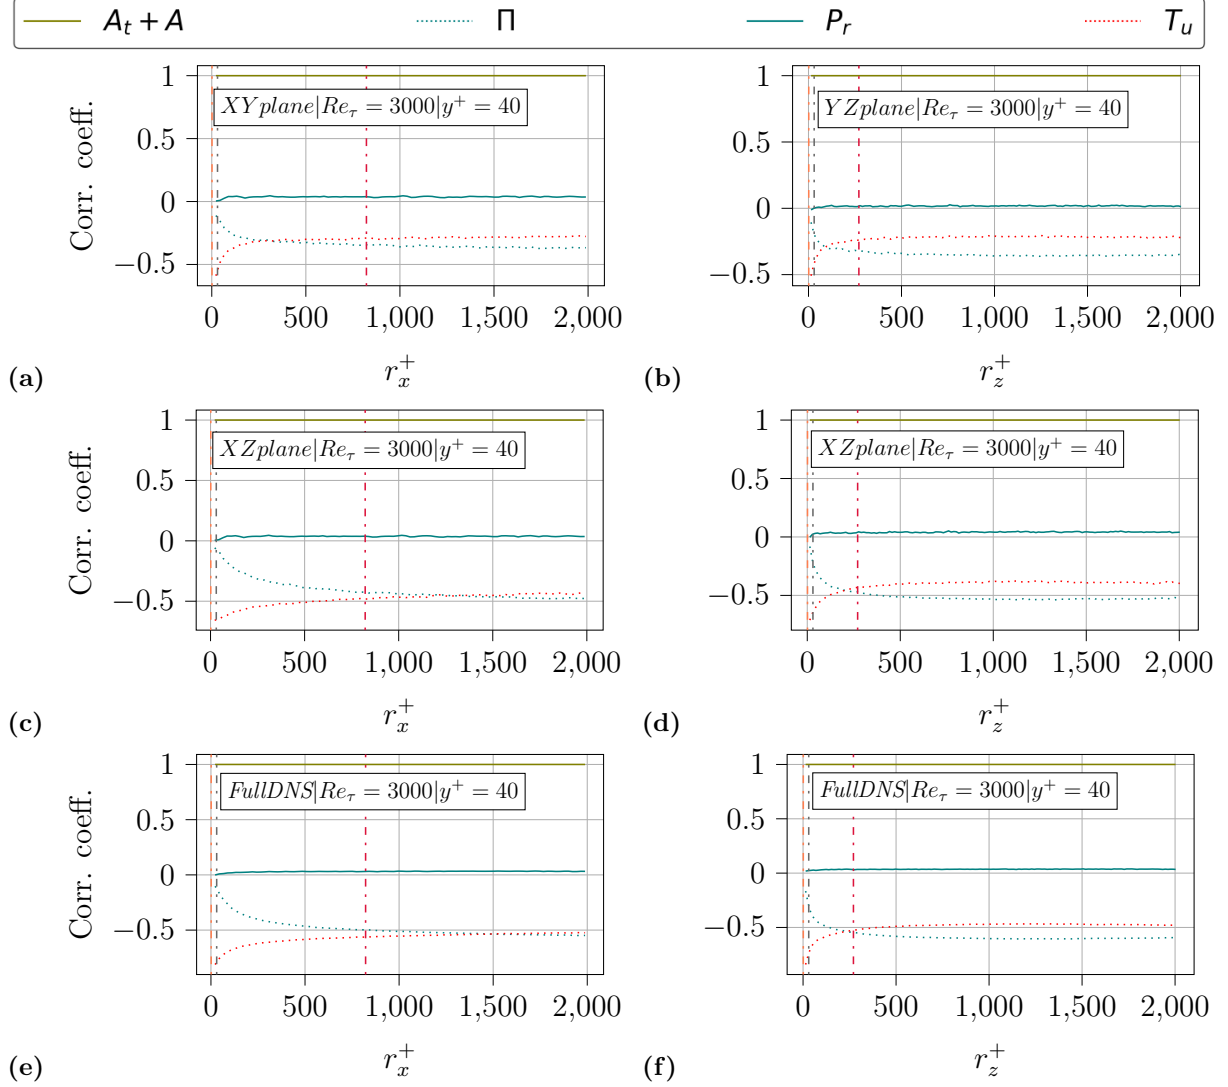 A_t + A Π P_r T_u
1
0.5
0
−0.5
Corr. coeff.
XYplane|Re_τ = 3000|y^+ = 40
0 500 1,000 1,500 2,000
(a) r_x^+
1
0.5
0
−0.5
YZplane|Re_τ = 3000|y^+ = 40
0 500 1,000 1,500 2,000
(b) r_z^+
1
0.5
0
−0.5
Corr. coeff.
XZplane|Re_τ = 3000|y^+ = 40
0 500 1,000 1,500 2,000
(c) r_x^+
1
0.5
0
−0.5
XZplane|Re_τ = 3000|y^+ = 40
0 500 1,000 1,500 2,000
(d) r_z^+
1
0.5
0
−0.5
Corr. coeff.
FullDNS|Re_τ = 3000|y^+ = 40
0 500 1,000 1,500 2,000
(e) r_x^+
1
0.5
0
−0.5
FullDNS|Re_τ = 3000|y^+ = 40
0 500 1,000 1,500 2,000
(f) r_z^+